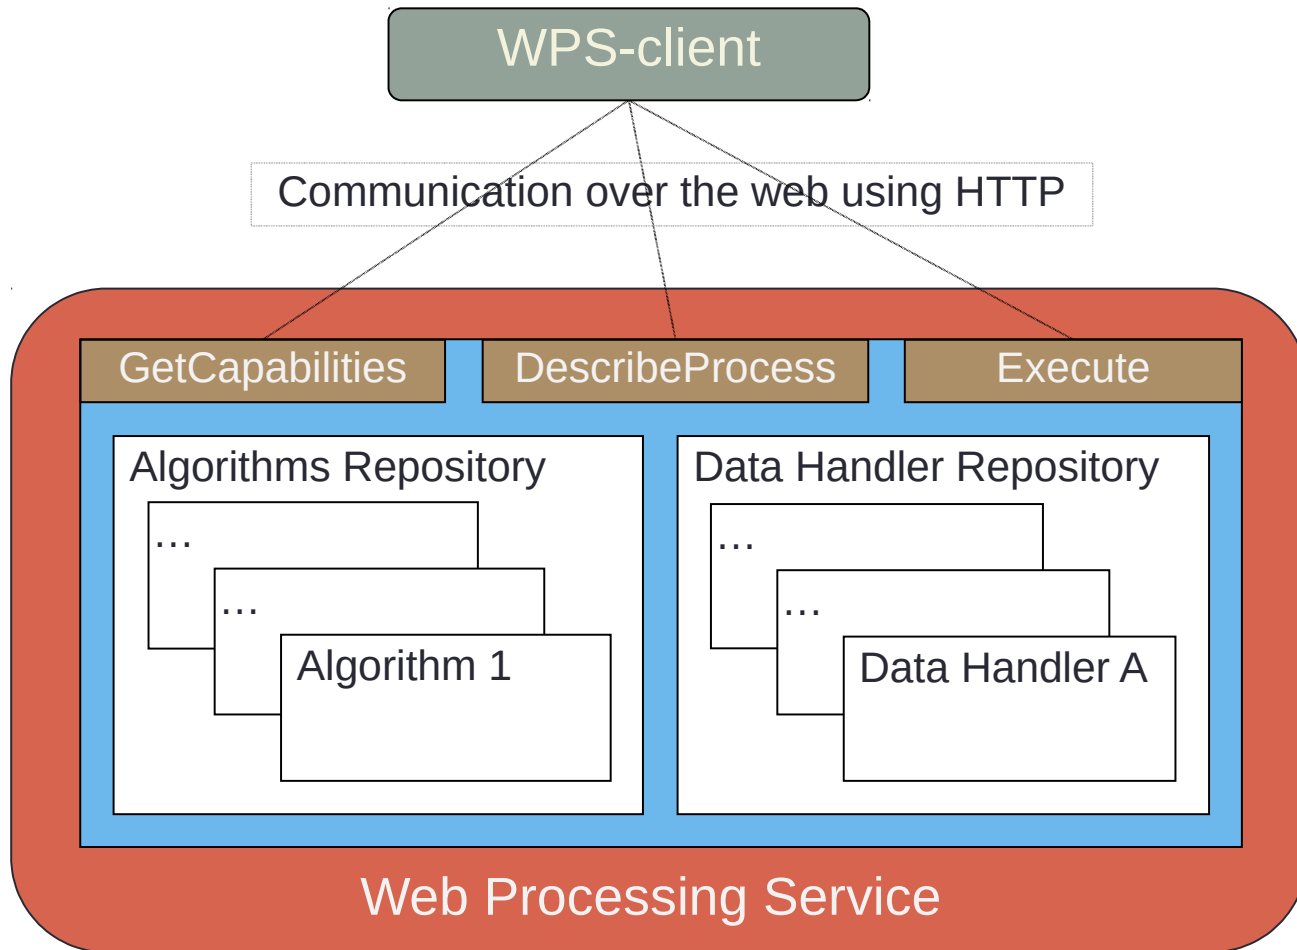 WPS-client
Communication over the web using HTTP
GetCapabilities
DescribeProcess
Execute
Algorithms Repository
...
...
Algorithm 1
Data Handler Repository
...
...
Data Handler A
Web Processing Service